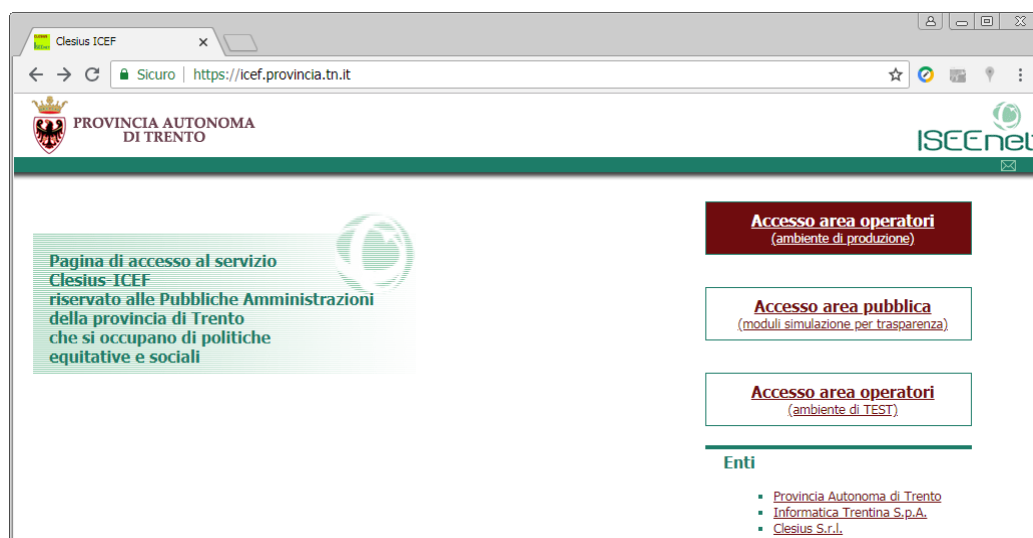 Clesius ICEF
Sicuro | https://icef.provincia.tn.it
PROVINCIA AUTONOMA
DI TRENTO
ISEEnet
Pagina di accesso al servizio
Clesius-ICEF
riservato alle Pubbliche Amministrazioni
della provincia di Trento
che si occupano di politiche
equitative e sociali
Accesso area operatori
(ambiente di produzione)
Accesso area pubblica
(moduli simulazione per trasparenza)
Accesso area operatori
(ambiente di TEST)
Enti
Provincia Autonoma di Trento
Informatica Trentina S.p.A.
Clesius S.r.l.